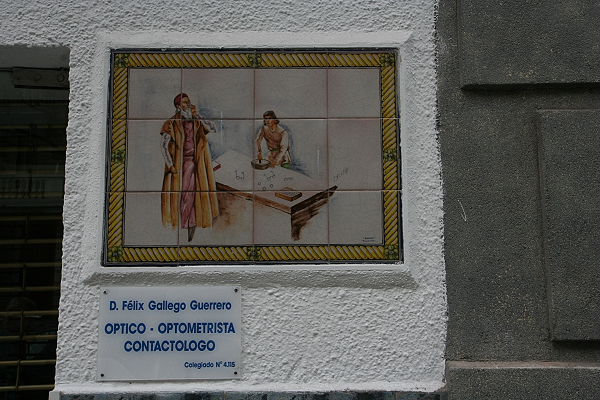 D. Félix Gallego Guerrero
OPTICO - OPTOMETRISTA
CONTACTOLOGO
Colegiado Nº 4.115